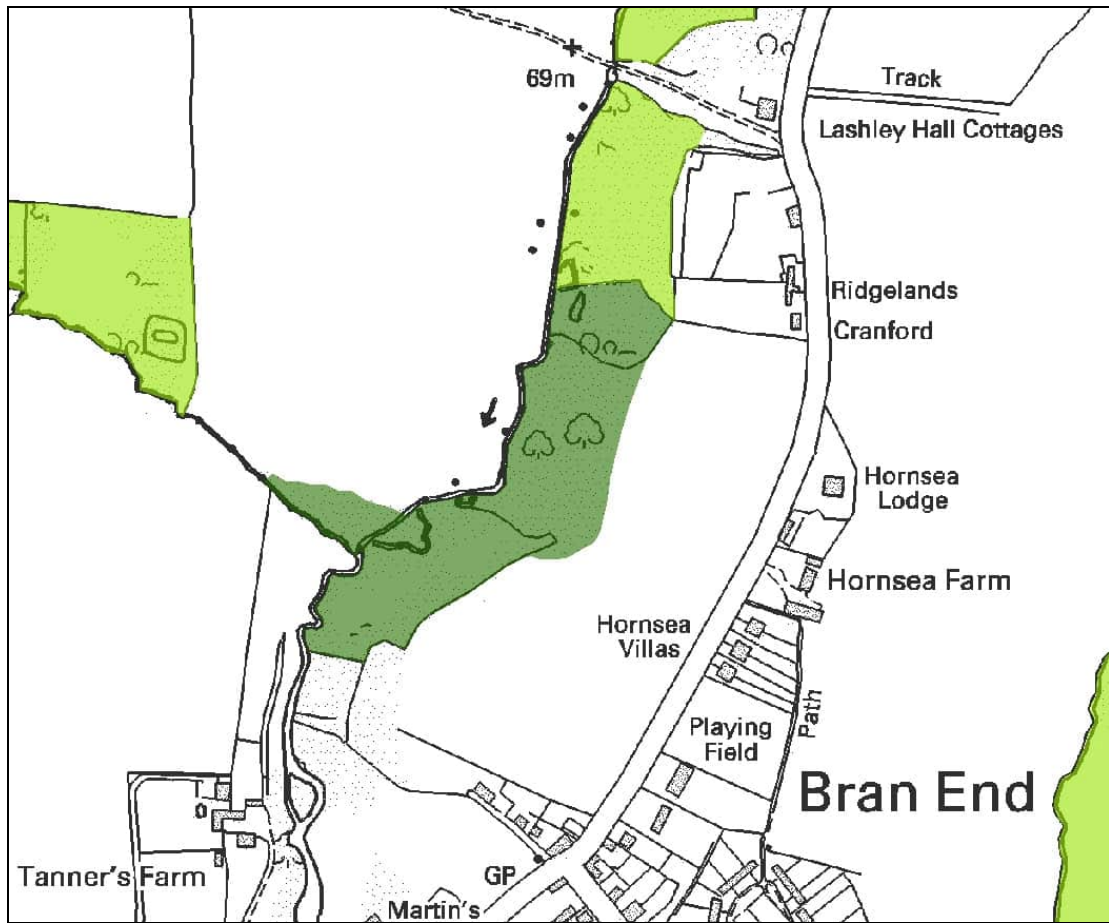 69m
Track
Lashley Hall Cottages
Ridgelands
Cranford
Hornsea
Lodge
Hornsea Farm
Hornsea
Villas
Path
Playing
Field
Bran End
Tanner's Farm
GP
Martin's